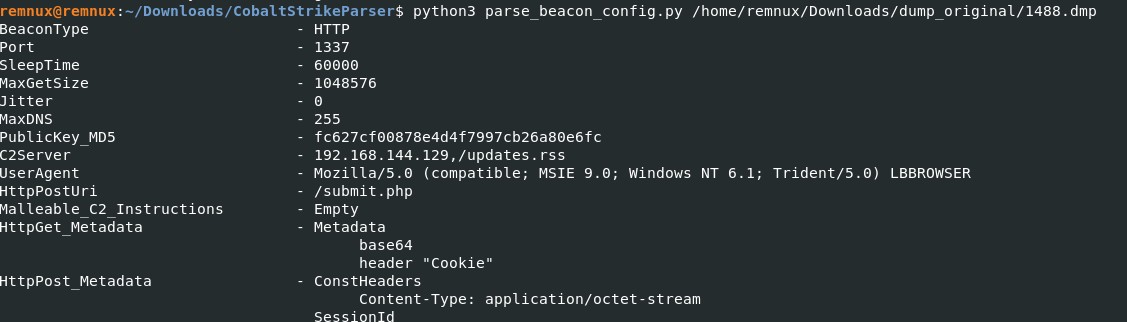 remnux@remnux:~/Downloads/CobaltStrikeParser$ python3 parse_beacon_config.py /home/remnux/Downloads/dump_original/1488.dmp
BeaconType                       - HTTP
Port                             - 1337
SleepTime                        - 60000
MaxGetSize                       - 1048576
Jitter                           - 0
MaxDNS                           - 255
PublicKey_MD5                    - fc627cf00878e4d4f7997cb26a80e6fc
C2Server                         - 192.168.144.129,/updates.rss
UserAgent                        - Mozilla/5.0 (compatible; MSIE 9.0; Windows NT 6.1; Trident/5.0) LBBROWSER
HttpPostUri                      - /submit.php
Malleable_C2_Instructions        - Empty
HttpGet_Metadata                 - Metadata
                                        base64
                                        header "Cookie"
HttpPost_Metadata                - ConstHeaders
                                        Content-Type: application/octet-stream
                                   SessionId